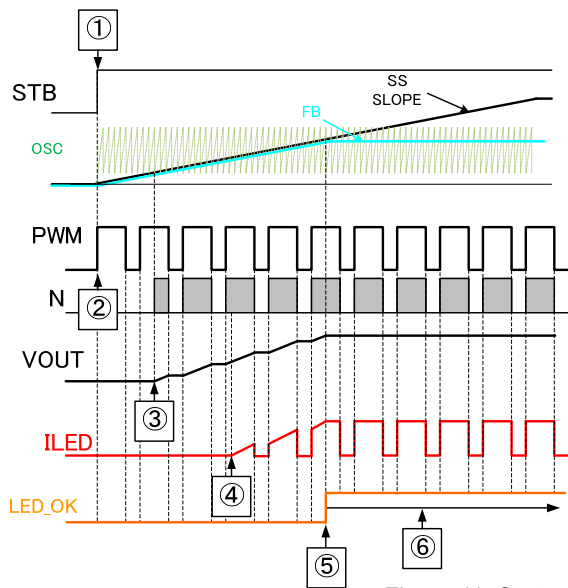 ①
STB
SS
SLOPE
FB
OSC
PWM
②
N
VOUT
③
ILED
④
LED_OK
⑤
⑥